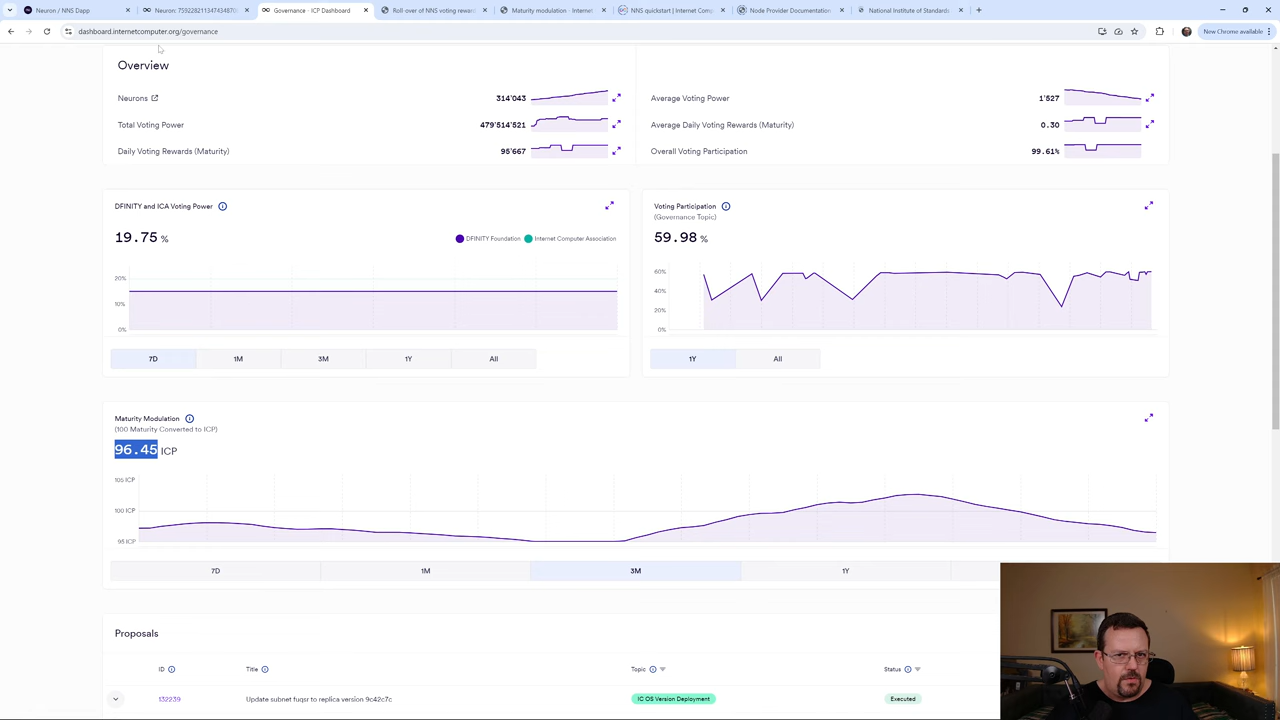 Neuron / NNS Dapp
Neuron: 7592282113474348​7(
Governance - ICP Dashboard
Roll-over of NNS voting reward
Maturity modulation - Internet
NNS quickstart | Internet Comp
Node Provider Documentation
National Institute of Standards
dashboard.internetcomputer.org/governance
New Chrome available
Overview
Neurons
314'043
Total Voting Power
479'514'521
Daily Voting Rewards (Maturity)
95'667
Average Voting Power
1'527
Average Daily Voting Rewards (Maturity)
0.30
Overall Voting Participation
99.61%
DFINITY and ICA Voting Power
19.75 %
DFINITY Foundation
Internet Computer Association
20%
10%
0%
7D
1M
3M
1Y
All
Voting Participation
(Governance Topic)
59.98 %
60%
40%
20%
0%
1Y
All
Maturity Modulation
(100 Maturity Converted to ICP)
96.45 ICP
105 ICP
100 ICP
95 ICP
7D
1M
3M
1Y
Proposals
ID
Title
Topic
Status
132239
Update subnet fuqsr to replica version 9c42c7c
IC OS Version Deployment
Executed